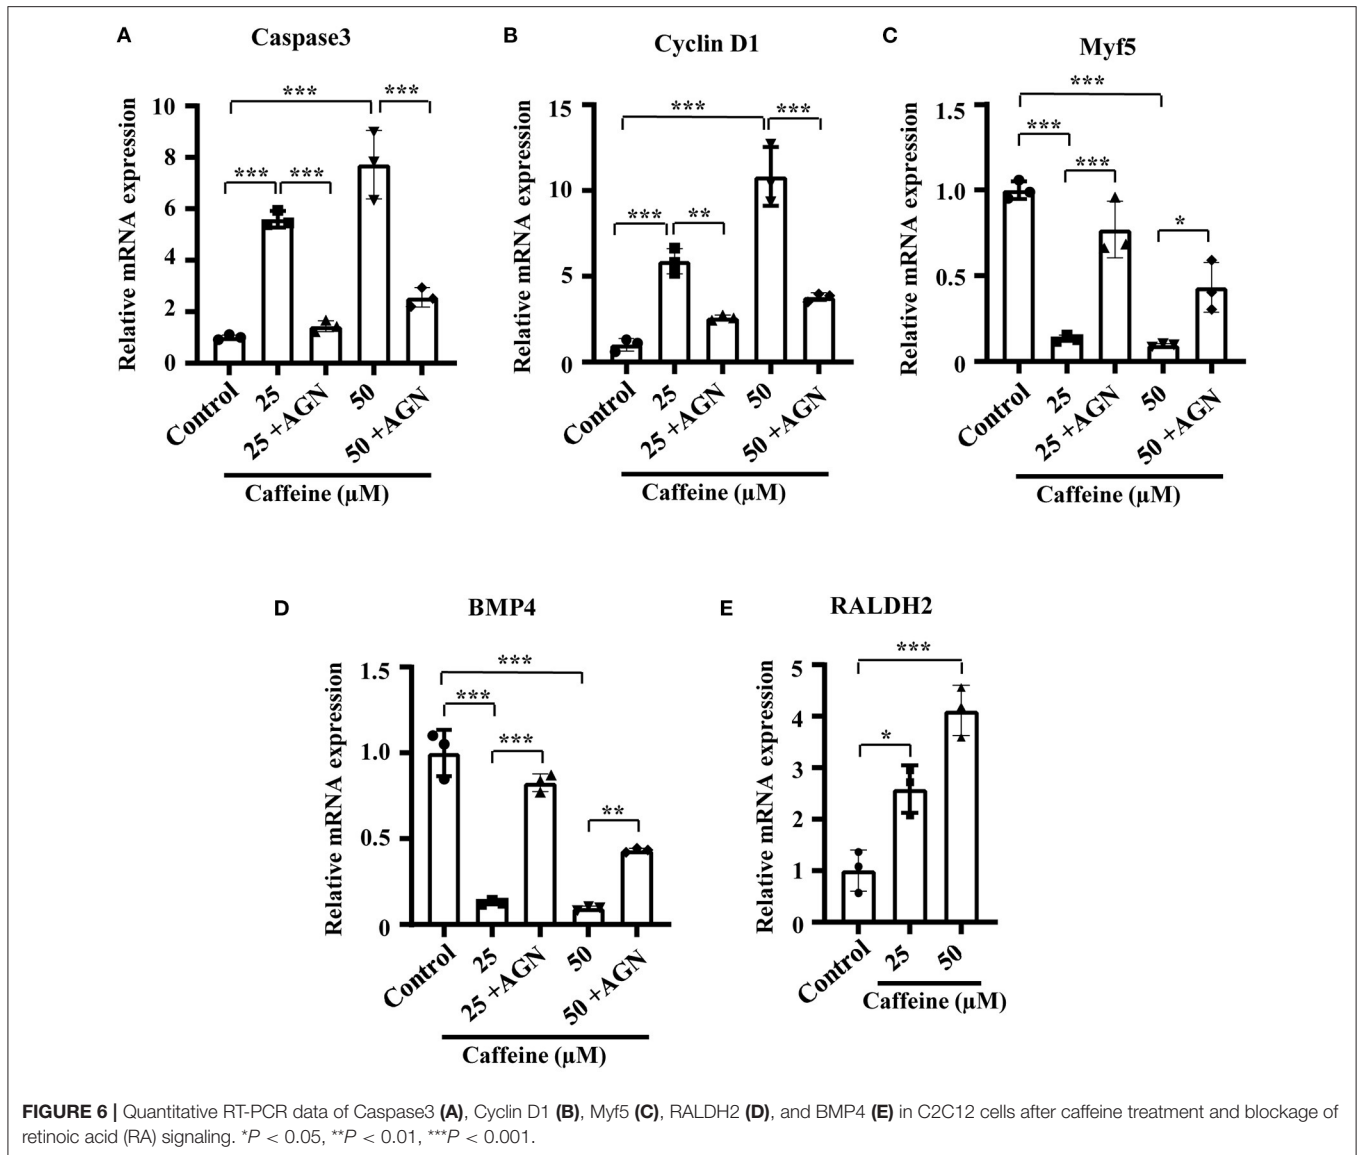 A
Caspase3
Relative mRNA expression
10
8
6
4
2
0
***
***
***
***
Control
25
25 +AGN
50
50 +AGN
Caffeine (µM)
B
Cyclin D1
Relative mRNA expression
15
10
5
0
***
***
***
**
Control
25
25 +AGN
50
50 +AGN
Caffeine (µM)
C
Myf5
Relative mRNA expression
1.5
1.0
0.5
0
***
***
***
*
Control
25
25 +AGN
50
50 +AGN
Caffeine (µM)
D
BMP4
Relative mRNA expression
1.5
1.0
0.5
0
***
***
***
**
Control
25
25 +AGN
50
50 +AGN
Caffeine (µM)
E
RALDH2
Relative mRNA expression
5
4
3
2
1
0
***
*
Control
25
50
Caffeine (µM)
FIGURE 6 | Quantitative RT-PCR data of Caspase3 (A), Cyclin D1 (B), Myf5 (C), RALDH2 (D), and BMP4 (E) in C2C12 cells after caffeine treatment and blockage of
retinoic acid (RA) signaling. *P < 0.05, **P < 0.01, ***P < 0.001.